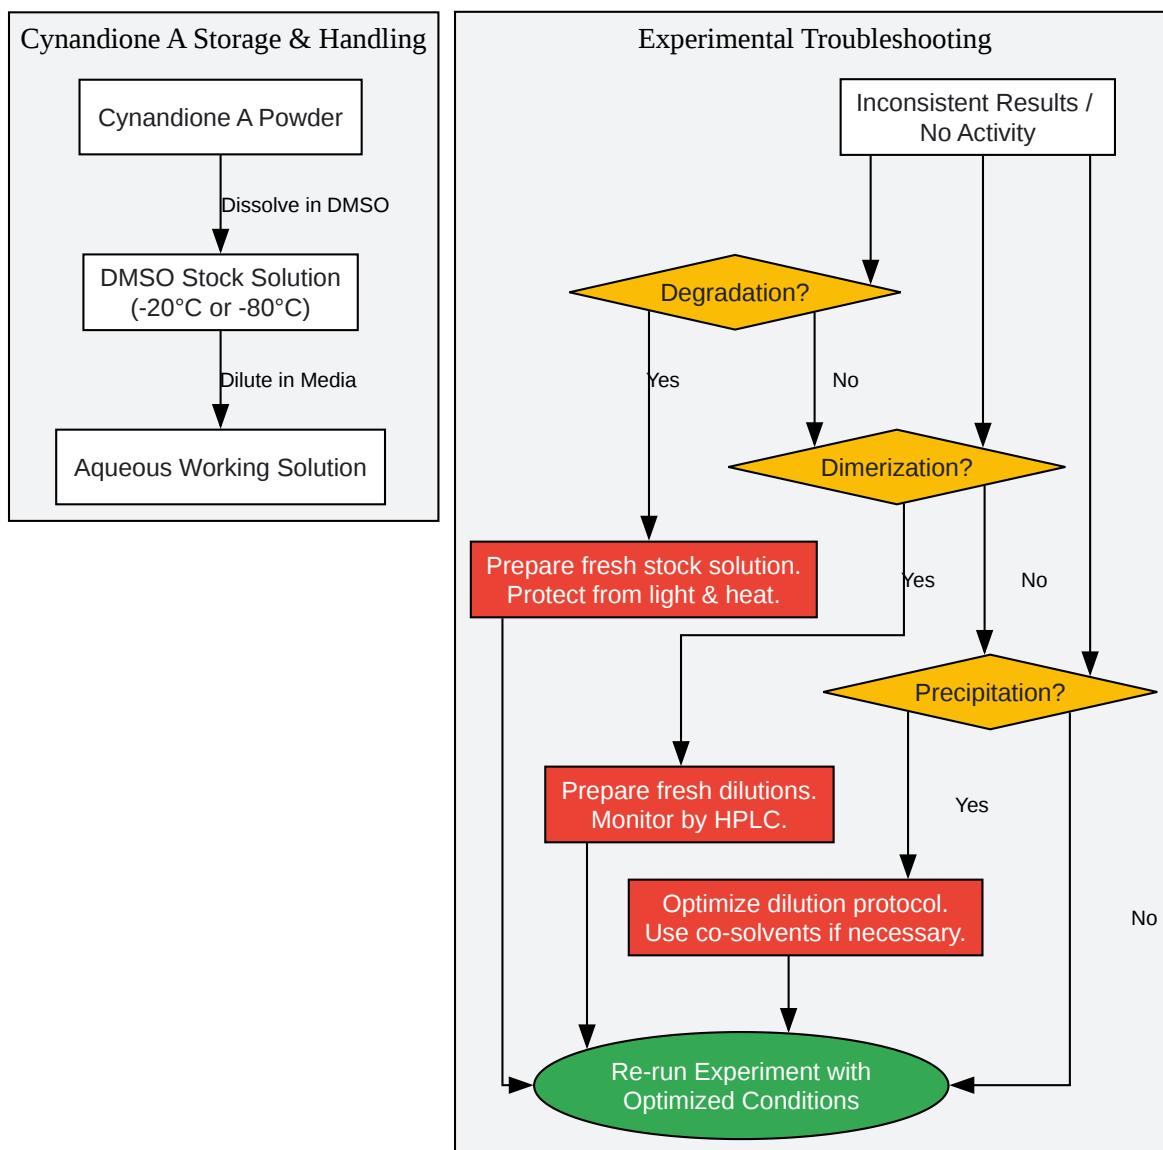 Cynandione A Storage & Handling
Cynandione A Powder
Dissolve in DMSO
DMSO Stock Solution
(-20°C or -80°C)
Dilute in Media
Aqueous Working Solution
Experimental Troubleshooting
Inconsistent Results /
No Activity
Degradation?
Yes
No
Dimerization?
Prepare fresh stock solution.
Protect from light & heat.
Yes
No
Precipitation?
Prepare fresh dilutions.
Monitor by HPLC.
Yes
Optimize dilution protocol.
Use co-solvents if necessary.
No
Re-run Experiment with
Optimized Conditions